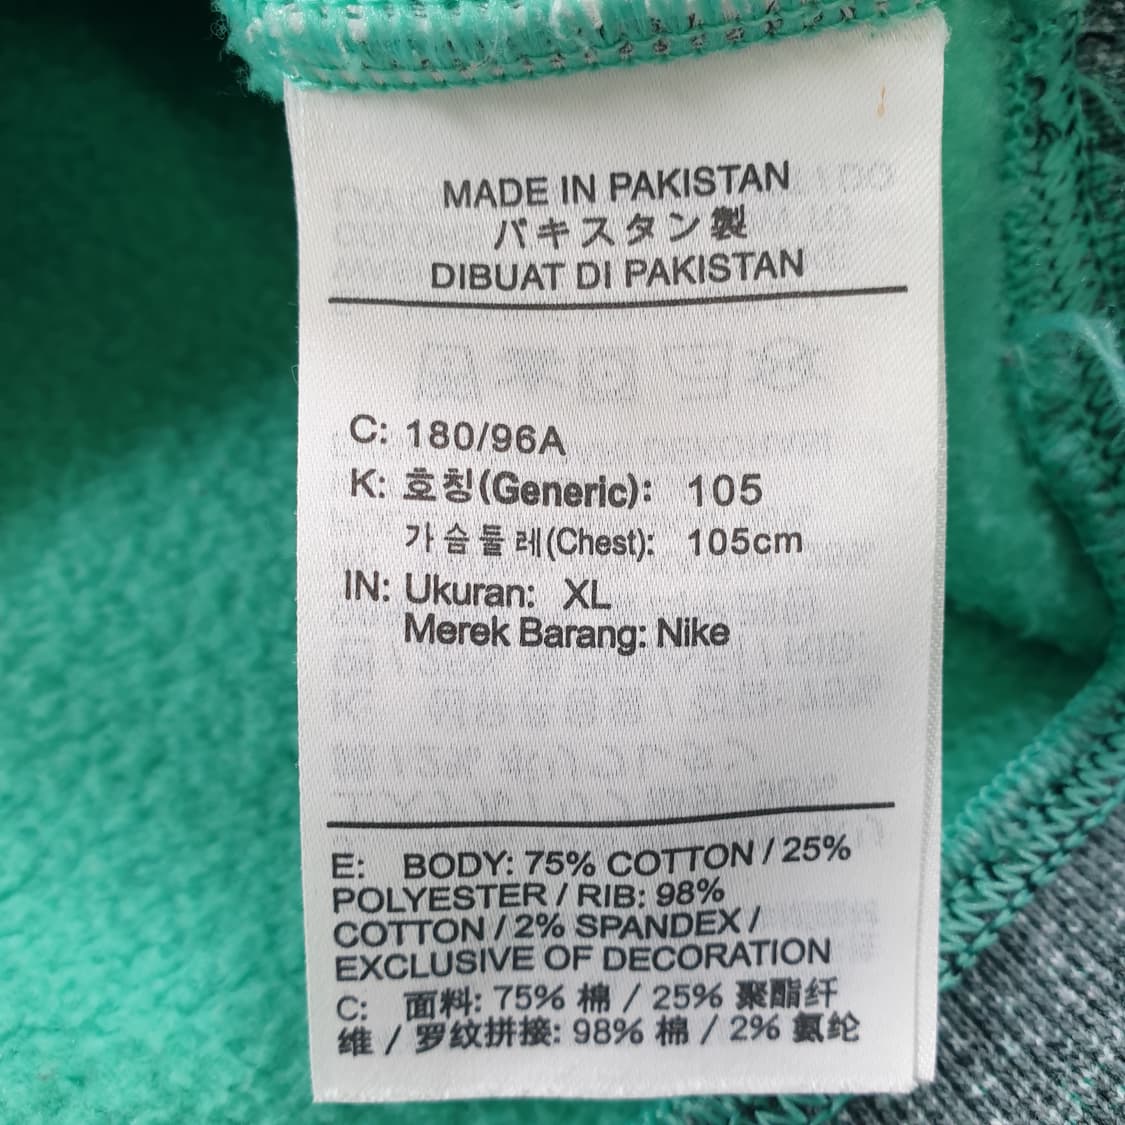 MADE IN PAKISTAN
パキスタン製
DIBUAT DI PAKISTAN
C: 180/96A
K: 호칭(Generic): 105
가슴둘레(Chest): 105cm
IN: Ukuran: XL
Merek Barang: Nike
E: BODY: 75% COTTON / 25%
POLYESTER / RIB: 98%
COTTON / 2% SPANDEX /
EXCLUSIVE OF DECORATION
C: 面料: 75% 棉 / 25% 聚酯纤
维 / 罗纹拼接: 98% 棉 / 2% 氨纶